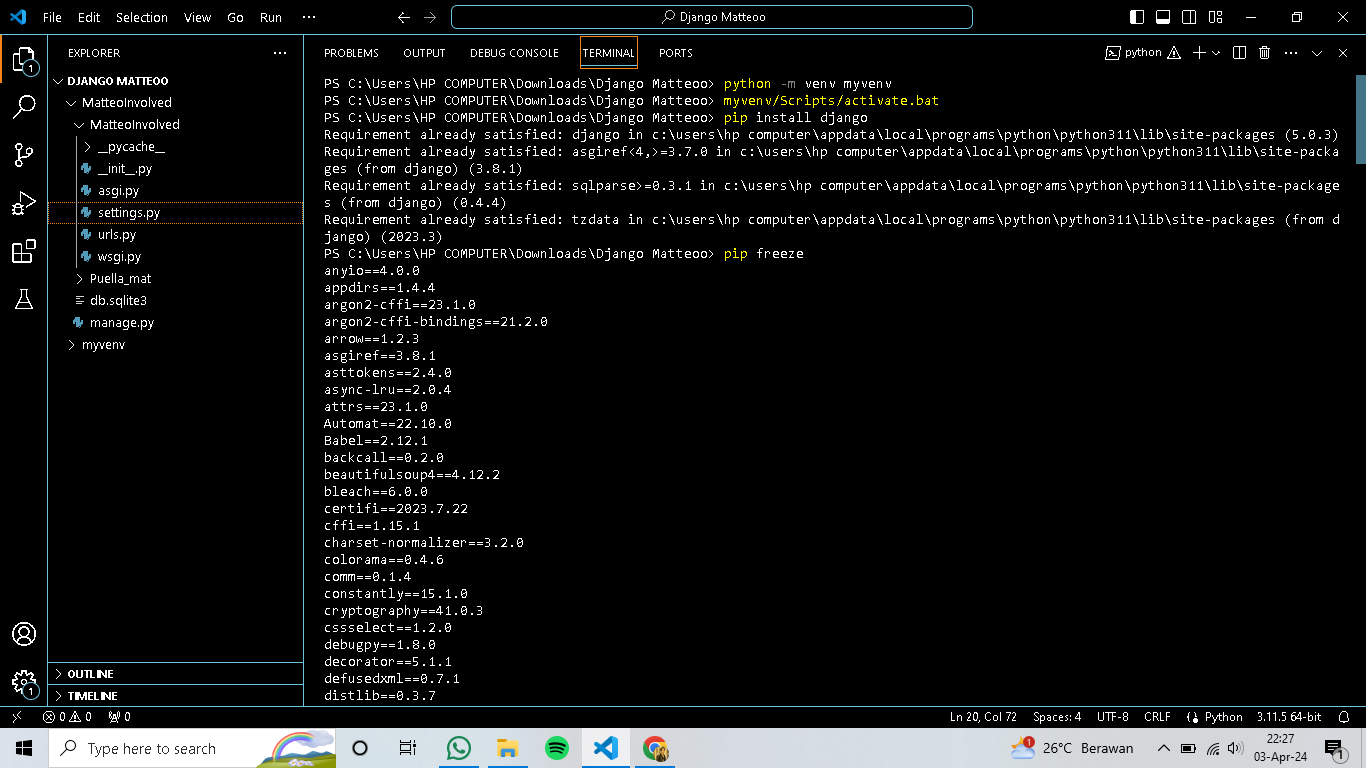 File Edit Selection View Go Run ···
Django Matteoo
EXPLORER
DJANGO MATTEOO
MatteoInvolved
MatteoInvolved
__pycache__
__init__.py
asgi.py
settings.py
urls.py
wsgi.py
Puella_mat
db.sqlite3
manage.py
myvenv
OUTLINE
TIMELINE
1
1
PROBLEMS OUTPUT DEBUG CONSOLE TERMINAL PORTS
python
PS C:\Users\HP COMPUTER\Downloads\Django Matteoo> python -m venv myvenv
PS C:\Users\HP COMPUTER\Downloads\Django Matteoo> myvenv/Scripts/activate.bat
PS C:\Users\HP COMPUTER\Downloads\Django Matteoo> pip install django
Requirement already satisfied: django in c:\users\hp computer\appdata\local\programs\python\python311\lib\site-packages (5.0.3)
Requirement already satisfied: asgiref<4,>=3.7.0 in c:\users\hp computer\appdata\local\programs\python\python311\lib\site-packa
ges (from django) (3.8.1)
Requirement already satisfied: sqlparse>=0.3.1 in c:\users\hp computer\appdata\local\programs\python\python311\lib\site-package
s (from django) (0.4.4)
Requirement already satisfied: tzdata in c:\users\hp computer\appdata\local\programs\python\python311\lib\site-packages (from d
jango) (2023.3)
PS C:\Users\HP COMPUTER\Downloads\Django Matteoo> pip freeze
anyio==4.0.0
appdirs==1.4.4
argon2-cffi==23.1.0
argon2-cffi-bindings==21.2.0
arrow==1.2.3
asgiref==3.8.1
asttokens==2.4.0
async-lru==2.0.4
attrs==23.1.0
Automat==22.10.0
Babel==2.12.1
backcall==0.2.0
beautifulsoup4==4.12.2
bleach==6.0.0
certifi==2023.7.22
cffi==1.15.1
charset-normalizer==3.2.0
colorama==0.4.6
comm==0.1.4
constantly==15.1.0
cryptography==41.0.3
cssselect==1.2.0
debugpy==1.8.0
decorator==5.1.1
defusedxml==0.7.1
distlib==0.3.7
0 0 0 Ln 20, Col 72 Spaces: 4 UTF-8 CRLF Python 3.11.5 64-bit
Type here to search
1
26°C Berawan
22:27
03-Apr-24
1